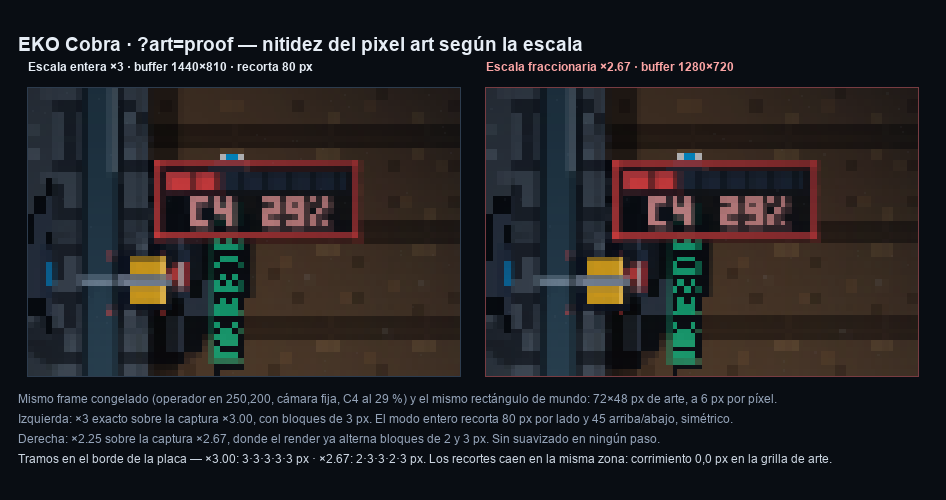 EKO Cobra · ?art=proof — nitidez del pixel art según la escala
Escala entera ×3 · buffer 1440×810 · recorta 80 px
Escala fraccionaria ×2.67 · buffer 1280×720
C4 29%
C4 29%
Mismo frame congelado (operador en 250,200, cámara fija, C4 al 29 %) y el mismo rectángulo de mundo: 72×48 px de arte, a 6 px por píxel.
Izquierda: ×3 exacto sobre la captura ×3.00, con bloques de 3 px. El modo entero recorta 80 px por lado y 45 arriba/abajo, simétrico.
Derecha: ×2.25 sobre la captura ×2.67, donde el render ya alterna bloques de 2 y 3 px. Sin suavizado en ningún paso.
Tramos en el borde de la placa — ×3.00: 3·3·3·3·3 px · ×2.67: 2·3·3·2·3 px. Los recortes caen en la misma zona: corrimiento 0,0 px en la grilla de arte.